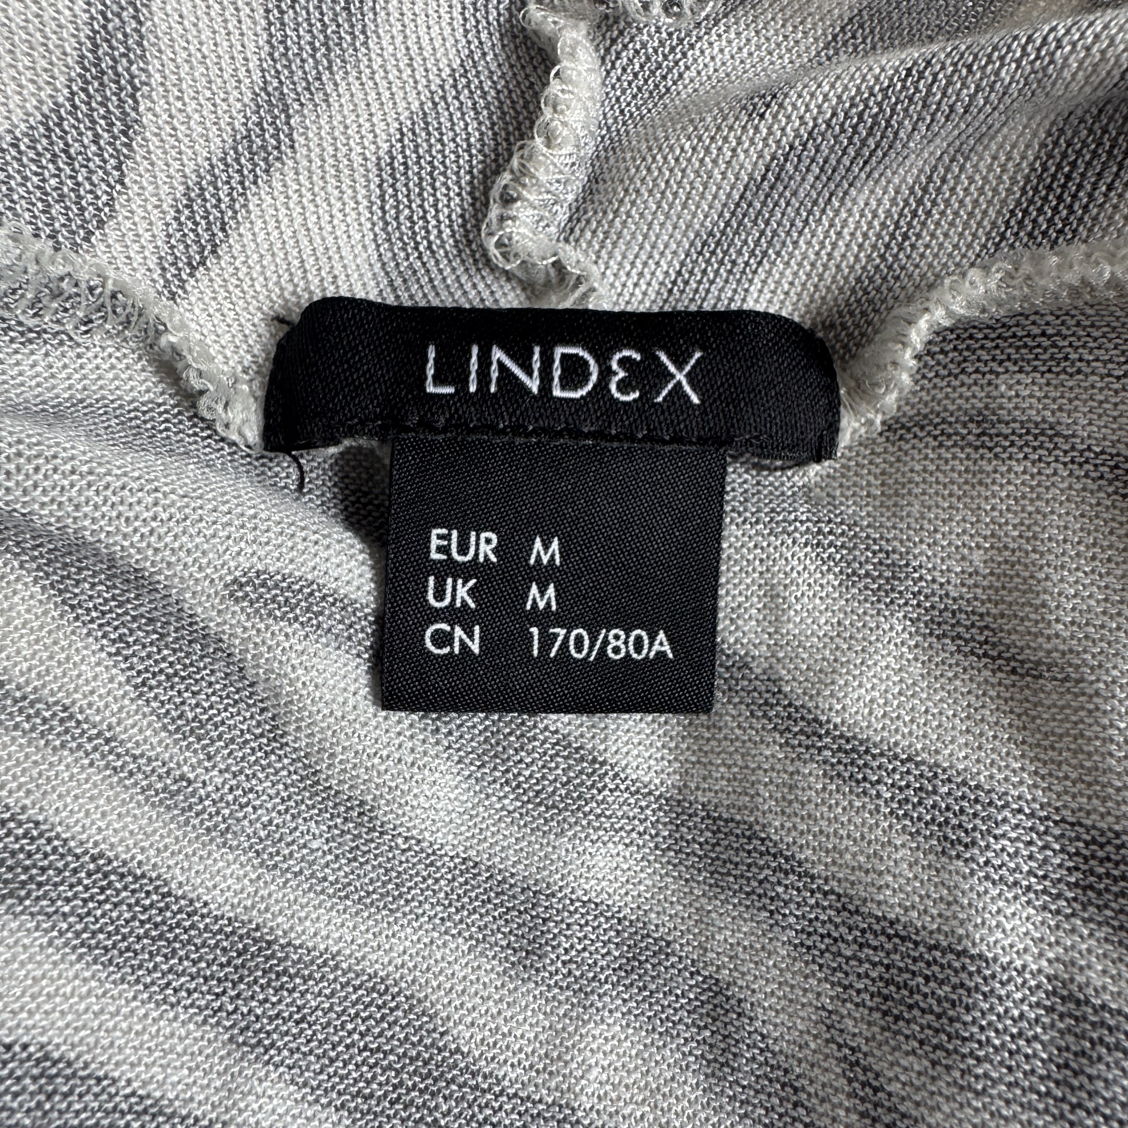 LINDEX
EUR M
UK M
CN 170/80A